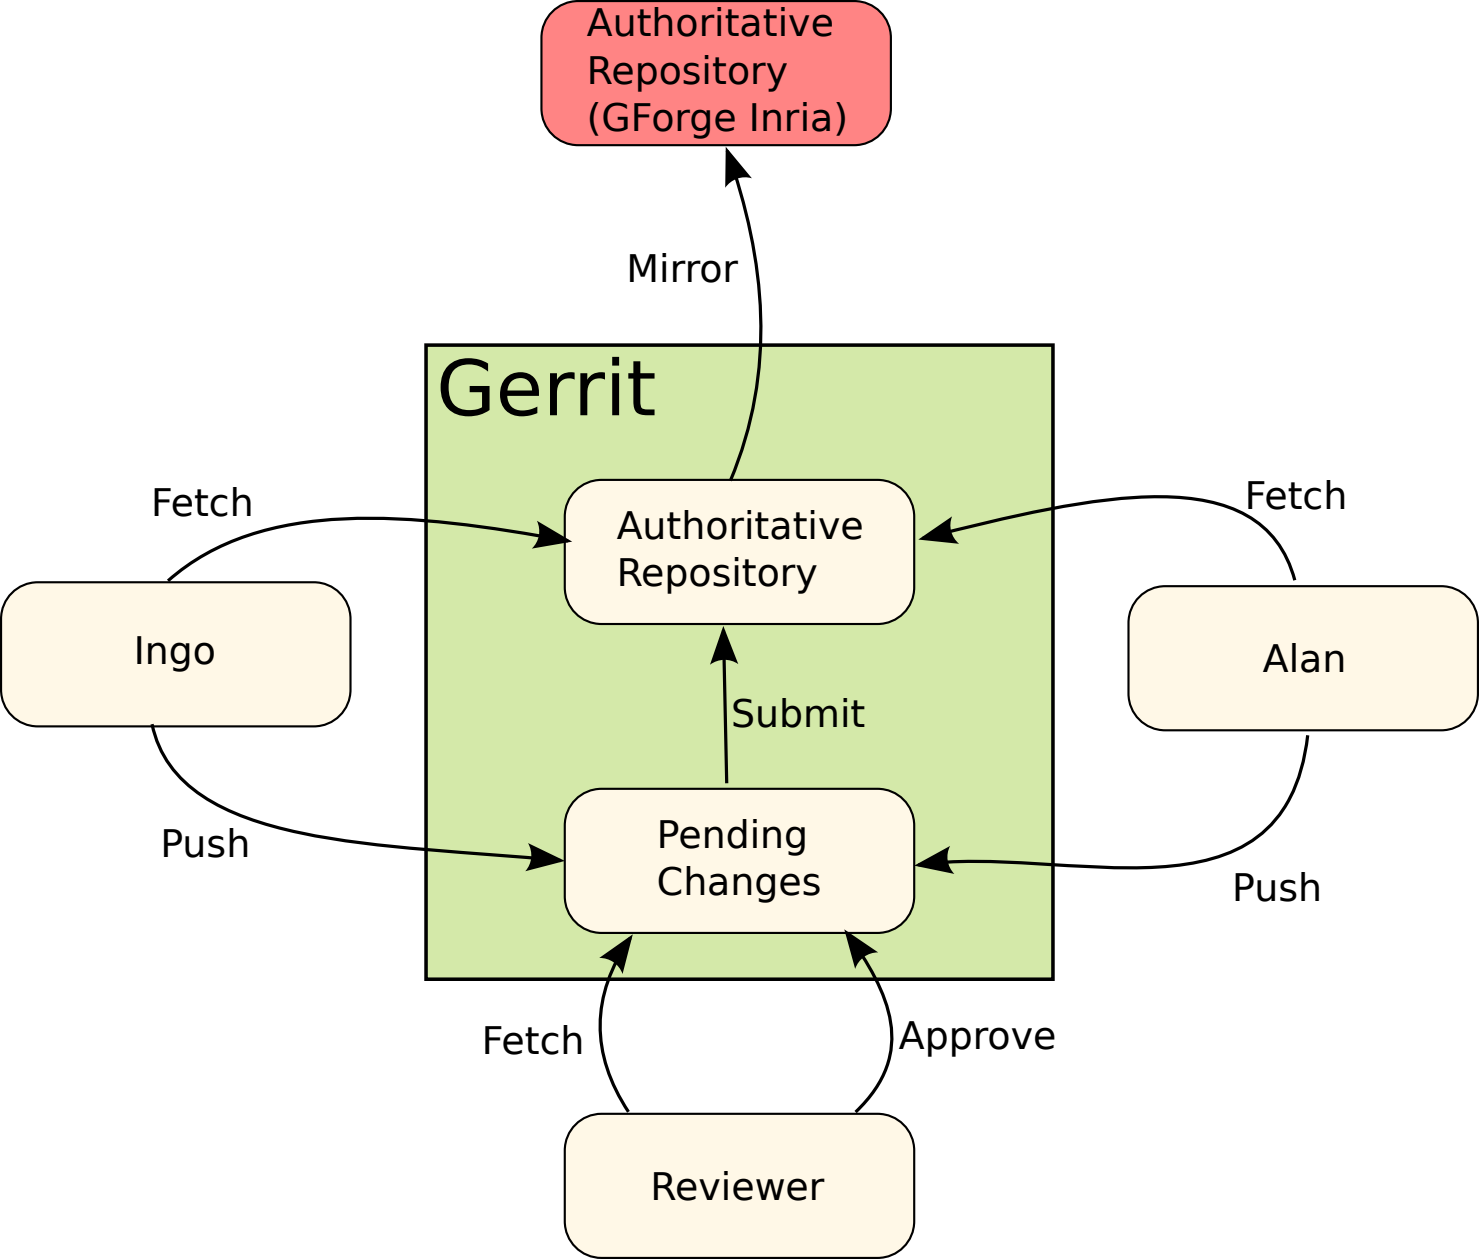 Authoritative
Repository
(GForge Inria)
Mirror
Gerrit
Fetch
Fetch
Authoritative
Repository
Ingo
Alan
Submit
Push
Pending
Changes
Push
Fetch
Approve
Reviewer